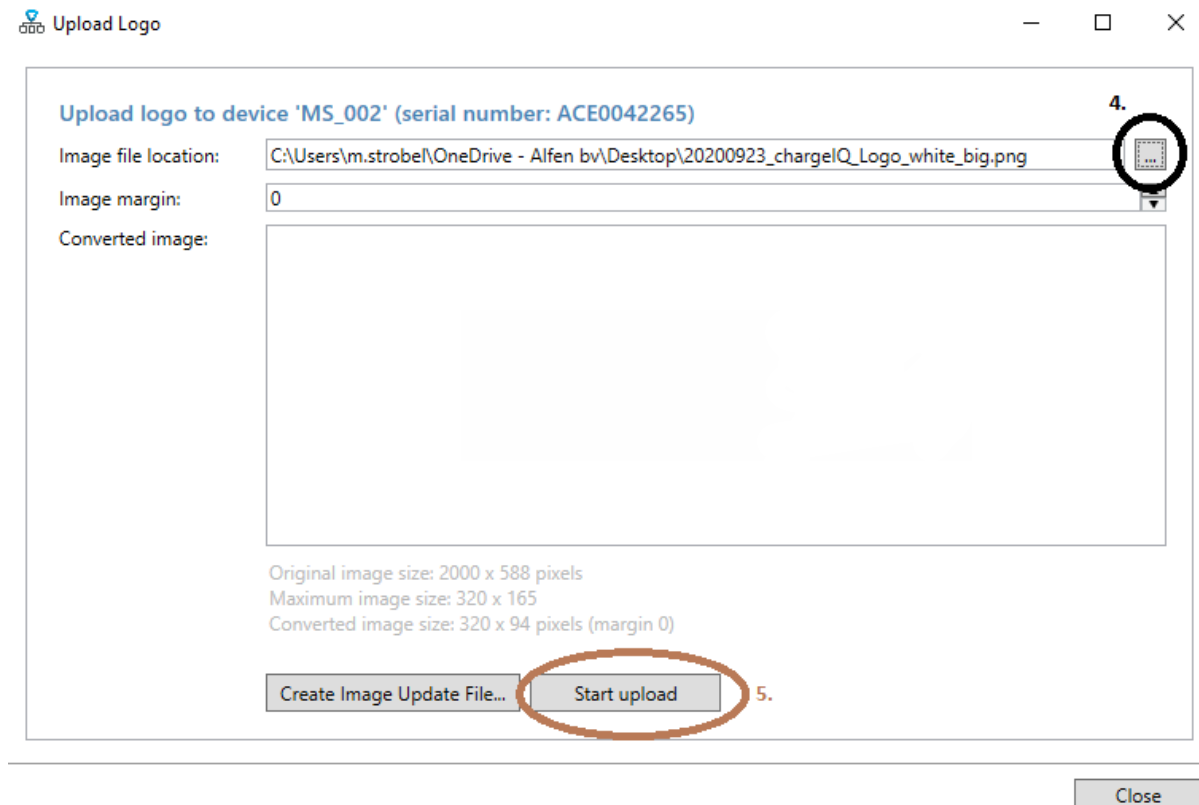 Upload Logo
4.
Upload logo to device 'MS_002' (serial number: ACE0042265)
Image file location: C:\Users\m.strobel\OneDrive - Alfen bv\Desktop\20200923_chargeIQ_Logo_white_big.png ...
Image margin: 0
Converted image:
Original image size: 2000 x 588 pixels
Maximum image size: 320 x 165
Converted image size: 320 x 94 pixels (margin 0)
Create Image Update File... Start upload 5.
Close